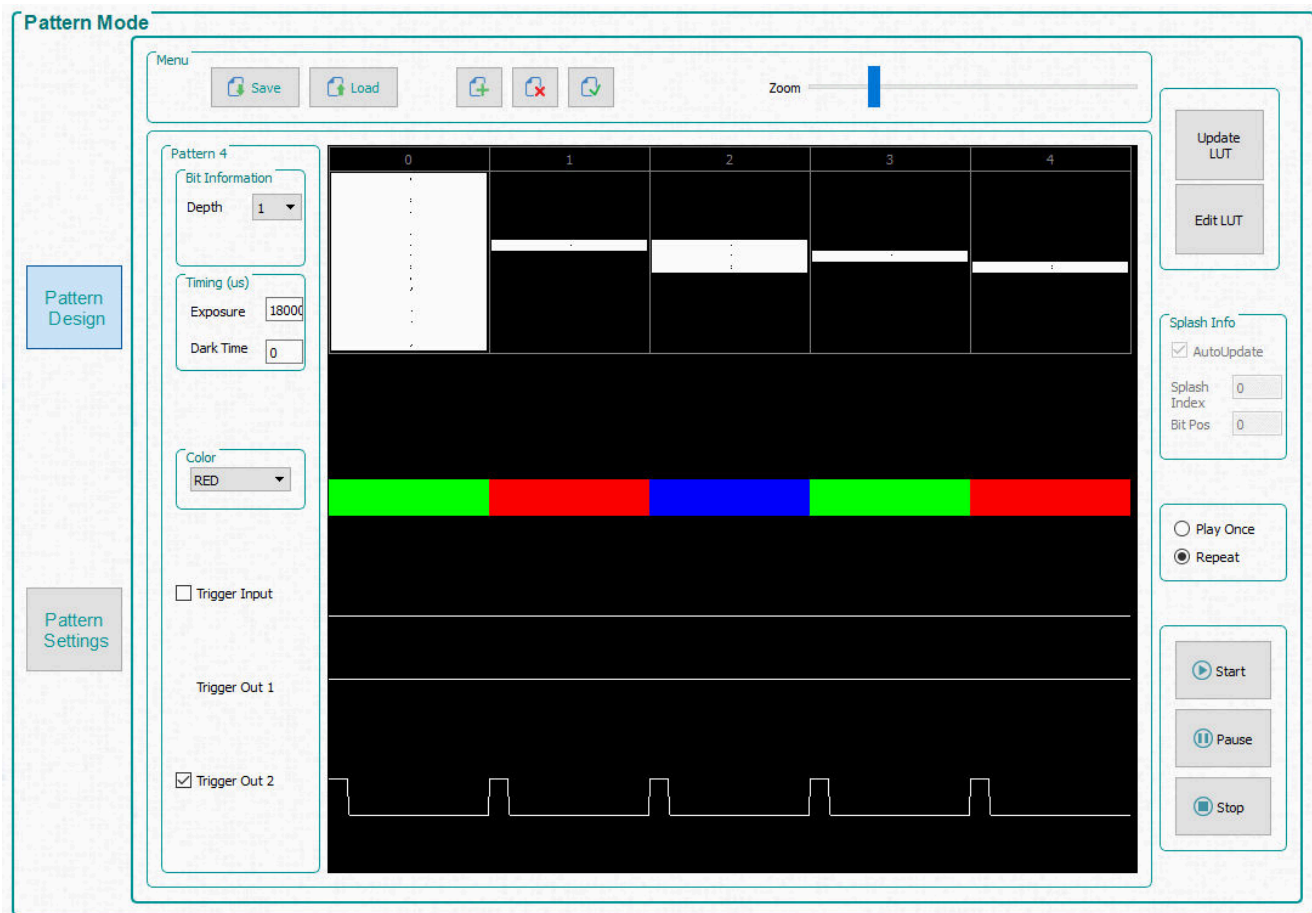 Pattern Mode
Menu
Save
Load
Zoom
Pattern 4
Bit Information
Depth 1
Timing (us)
Exposure 18000
Dark Time 0
Color
RED
Trigger Input
Trigger Out 1
Trigger Out 2
0 1 2 3 4
Pattern
Design
Pattern
Settings
Update
LUT
Edit LUT
Splash Info
AutoUpdate
Splash
Index
0
Bit Pos 0
Play Once
Repeat
Start
Pause
Stop